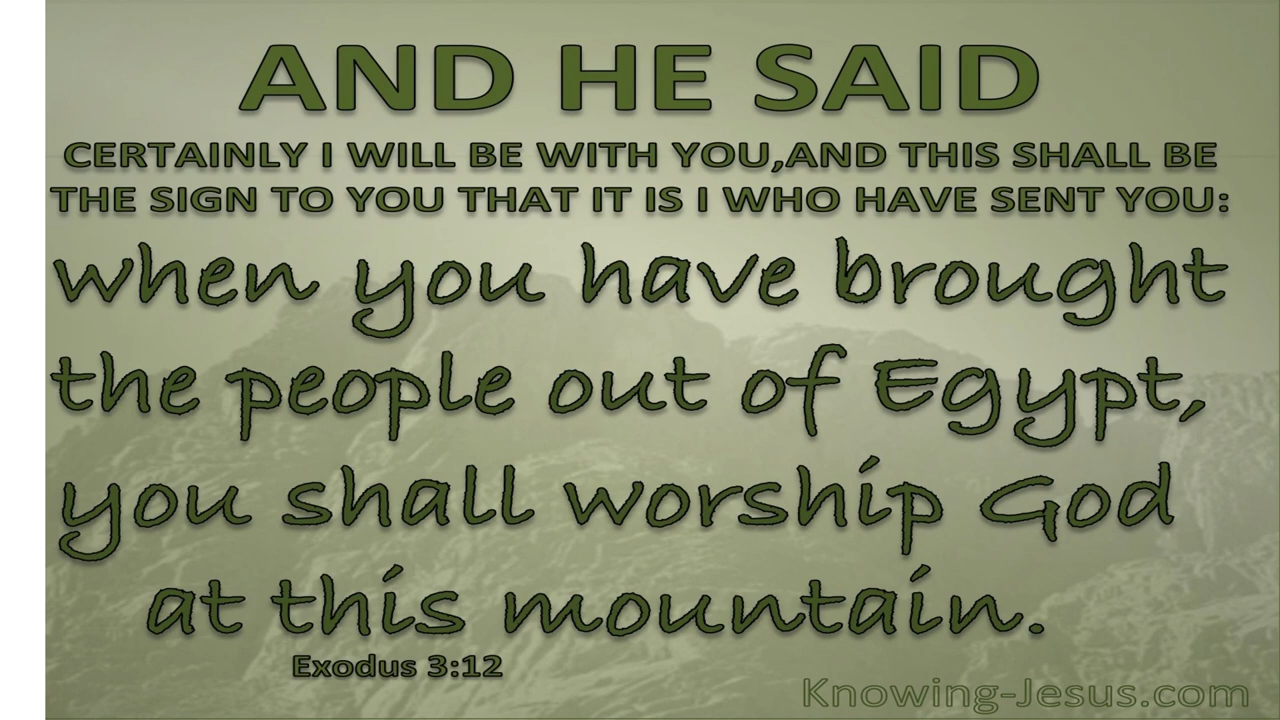 AND HE SAID
CERTAINLY I WILL BE WITH YOU,AND THIS SHALL BE
THE SIGN TO YOU THAT IT IS I WHO HAVE SENT YOU:
when you have brought
the people out of Egypt,
you shall worship God
at this mountain.
Exodus 3:12
Knowing-Jesus.com